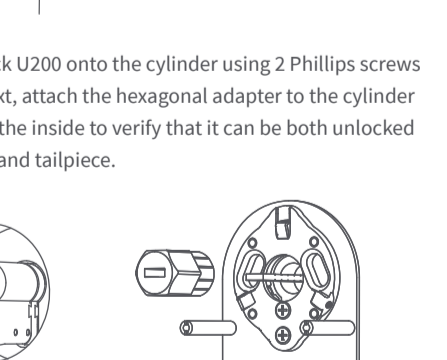 U200 onto the cylinder using 2 Phillips screws
, attach the hexagonal adapter to the cylinder
the inside to verify that it can be both unlocked
and tailpiece.